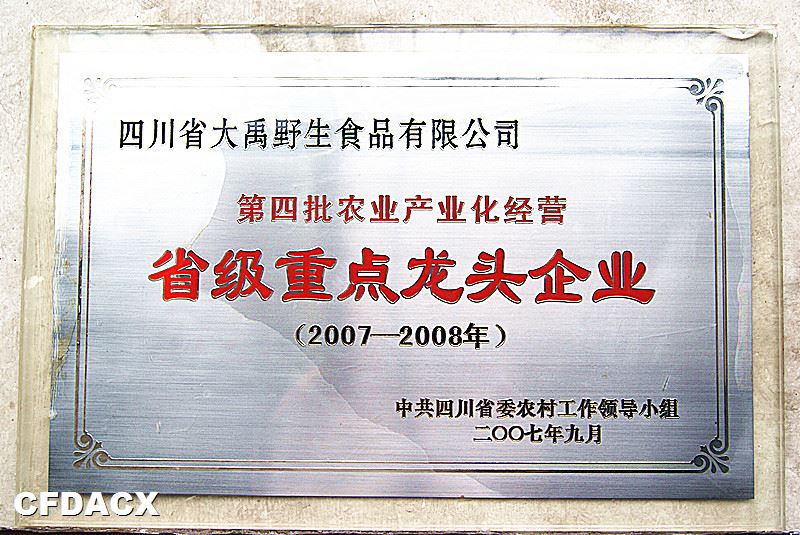 四川省大禹野生食品有限公司
第四批农业产业化经营
省级重点龙头企业
（2007—2008年）
中共四川省委农村工作领导小组
二〇〇七年九月
CFDACX